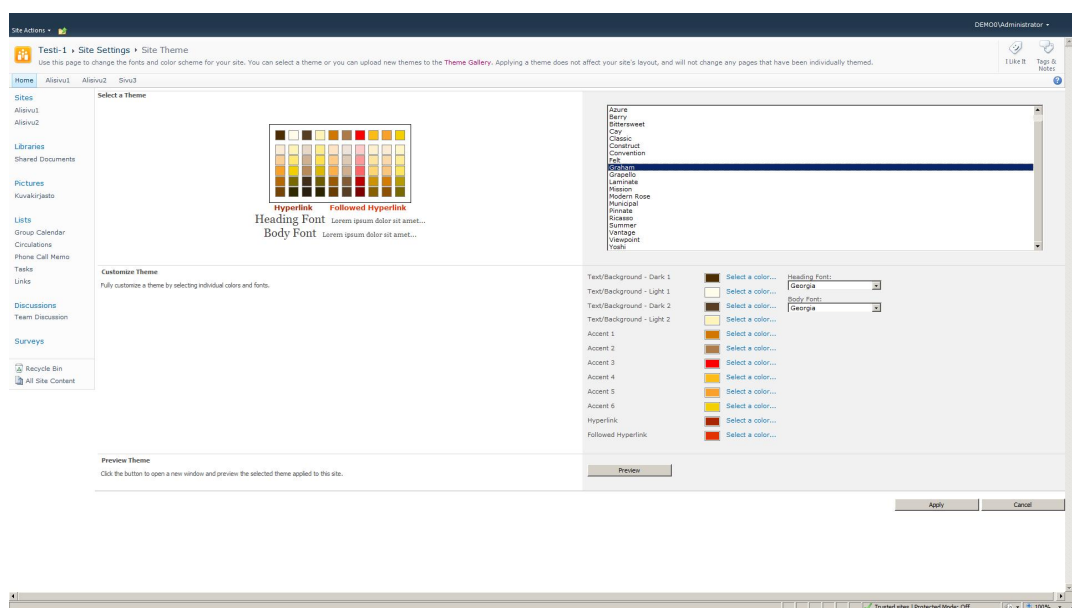 DEMO0\Administrator
Site Actions
Testi-1 Site Settings Site Theme
Use this page to change the fonts and color scheme for your site. You can select a theme or you can upload new themes to the Theme Gallery. Applying a theme does not affect your site's layout, and will not change any pages that have been individually themed.
I Like It
Tags & Notes
Home Alisivu1 Alisivu2 Sivu3
Sites
Alisivu1
Alisivu2
Libraries
Shared Documents
Pictures
Kuvakirjasto
Lists
Group Calendar
Circulations
Phone Call Memo
Tasks
Links
Discussions
Team Discussion
Surveys
Recycle Bin
All Site Content
Select a Theme
Hyperlink Followed Hyperlink
Heading Font Lorem ipsum dolor sit amet...
Body Font Lorem ipsum dolor sit amet...
Azure
Berry
Bittersweet
Cay
Classic
Construct
Convention
Felt
Graham
Grapello
Laminate
Mission
Modern Rose
Municipal
Pinnate
Ricasso
Summer
Vantage
Viewpoint
Yoshi
Customize Theme
Fully customize a theme by selecting individual colors and fonts.
Text/Background - Dark 1 Select a color...
Text/Background - Light 1 Select a color...
Text/Background - Dark 2 Select a color...
Text/Background - Light 2 Select a color...
Accent 1 Select a color...
Accent 2 Select a color...
Accent 3 Select a color...
Accent 4 Select a color...
Accent 5 Select a color...
Accent 6 Select a color...
Hyperlink Select a color...
Followed Hyperlink Select a color...
Heading Font:
Georgia
Body Font:
Georgia
Preview Theme
Click the button to open a new window and preview the selected theme applied to this site.
Preview
Apply Cancel
Trusted sites | Protected Mode: Off 100%